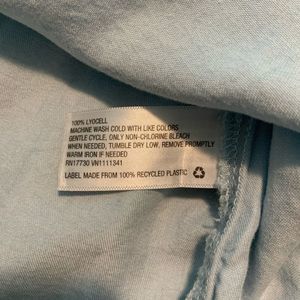 100% LYOCELL
MACHINE WASH COLD WITH LIKE COLORS
GENTLE CYCLE, ONLY NON-CHLORINE BLEACH
WHEN NEEDED, TUMBLE DRY LOW, REMOVE PROMPTLY
WARM IRON IF NEEDED
RN17730 VN1111341
LABEL MADE FROM 100% RECYCLED PLASTIC